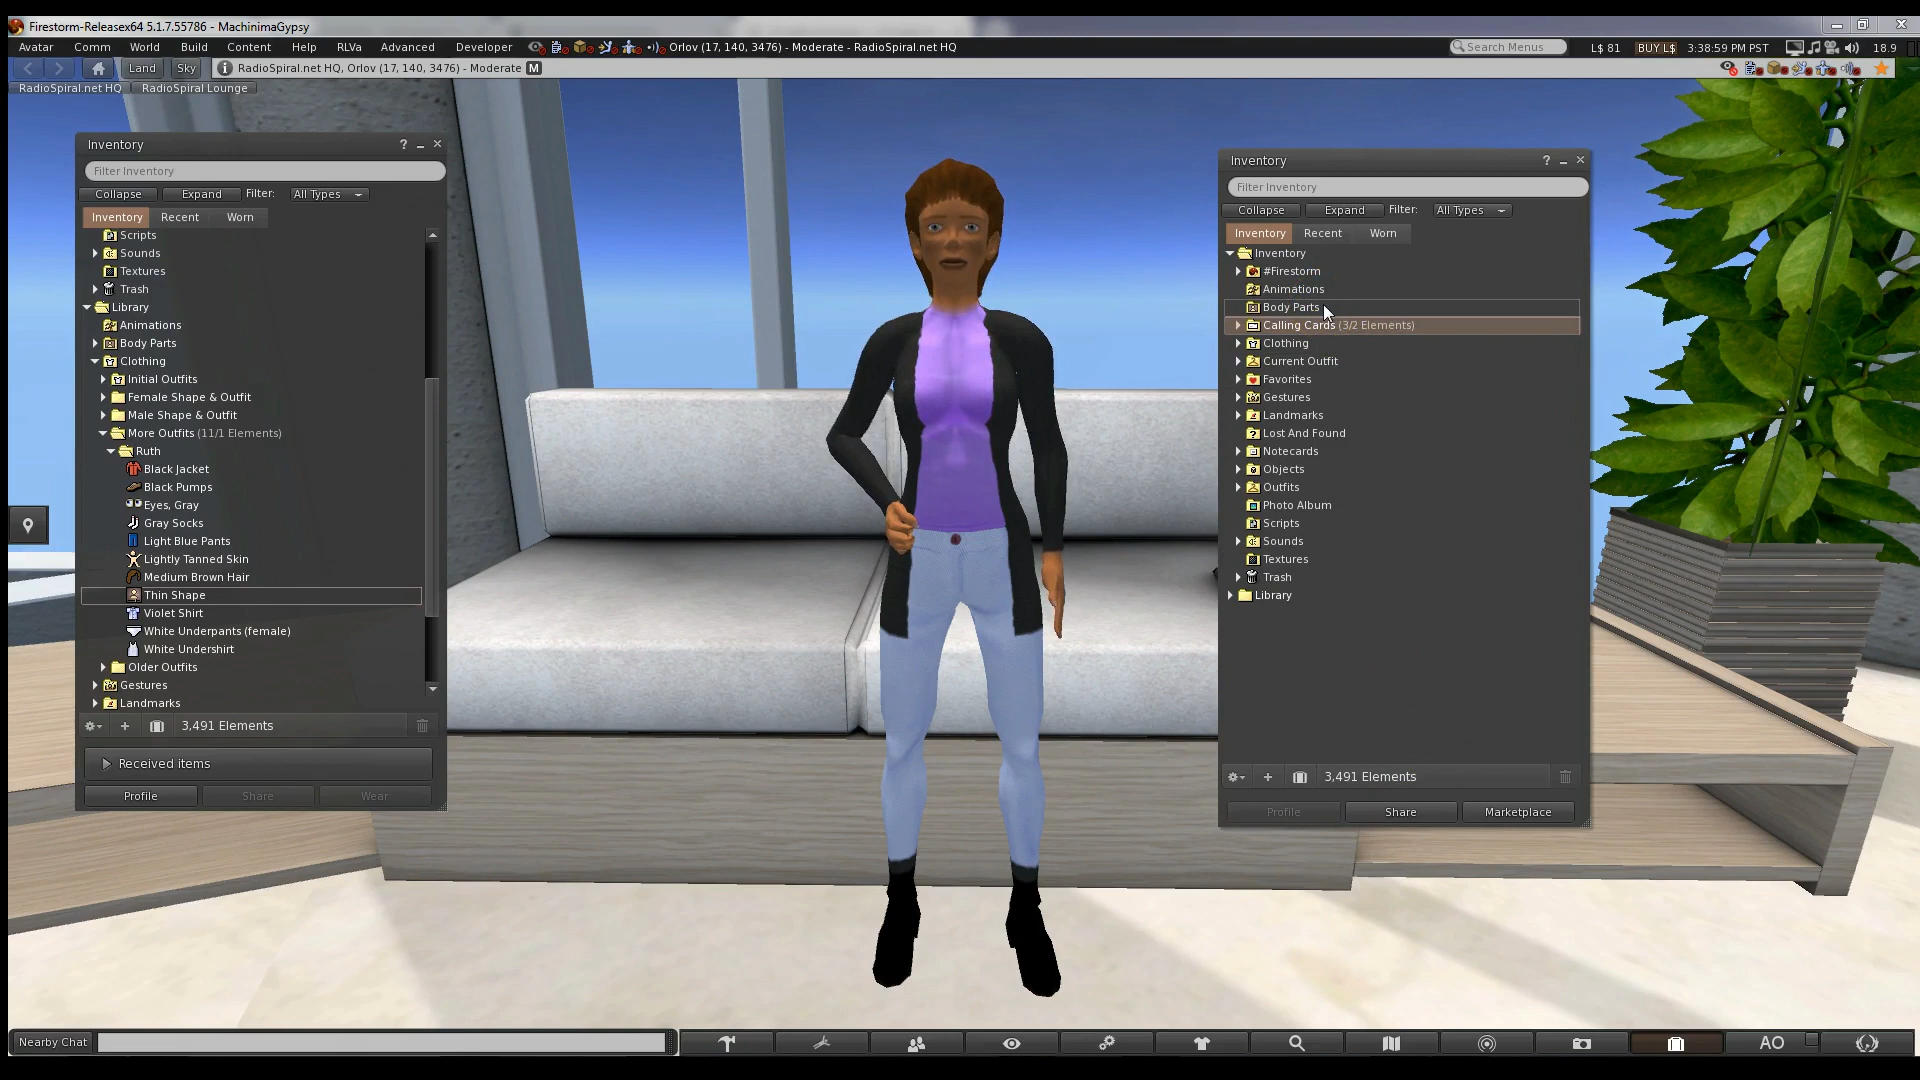 Firestorm-Releasex64 5.1.7.55786 - MachinimaGypsy
Avatar Comm World Build Content Help RLVa Advanced Developer Orlov (17, 140, 3476) - Moderate - RadioSpiral.net HQ Search Menus L$ 81 BUY L$ 3:38:59 PM PST 18.9
Land Sky RadioSpiral.net HQ, Orlov (17, 140, 3476) - Moderate M
RadioSpiral.net HQ RadioSpiral Lounge
Inventory ?
Filter Inventory
Collapse Expand Filter: All Types
Inventory Recent Worn
Scripts
Sounds
Textures
Trash
Library
Animations
Body Parts
Clothing
Initial Outfits
Female Shape & Outfit
Male Shape & Outfit
More Outfits (11/1 Elements)
Ruth
Black Jacket
Black Pumps
Eyes, Gray
Gray Socks
Light Blue Pants
Lightly Tanned Skin
Medium Brown Hair
Thin Shape
Violet Shirt
White Underpants (female)
White Undershirt
Older Outfits
Gestures
Landmarks
3,491 Elements
Received items
Profile Share Wear
Inventory ?
Filter Inventory
Collapse Expand Filter: All Types
Inventory Recent Worn
Inventory
#Firestorm
Animations
Body Parts
Calling Cards (3/2 Elements)
Clothing
Current Outfit
Favorites
Gestures
Landmarks
Lost And Found
Notecards
Objects
Outfits
Photo Album
Scripts
Sounds
Textures
Trash
Library
3,491 Elements
Profile Share Marketplace
Nearby Chat AO